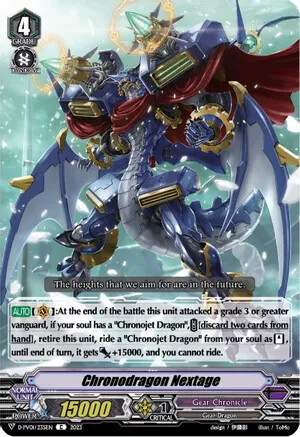 4
GRADE
The heights that we aim for are in the future.
AUTO [V]:At the end of the battle this unit attacked a grade 3 or greater
vanguard, if your soul has a "Chronojet Dragon", [discard two cards from
hand], retire this unit, ride a "Chronojet Dragon" from your soul as [Stand],
until end of turn, it gets +15000, and you cannot ride.
Chronodragon Nextage
NORMAL UNIT
Gear Chronicle
POWER
15000
1
CRITICAL
Gear Dragon
D-PV01/235EN C 2023
design / 伊藤彰 illust / ToMo